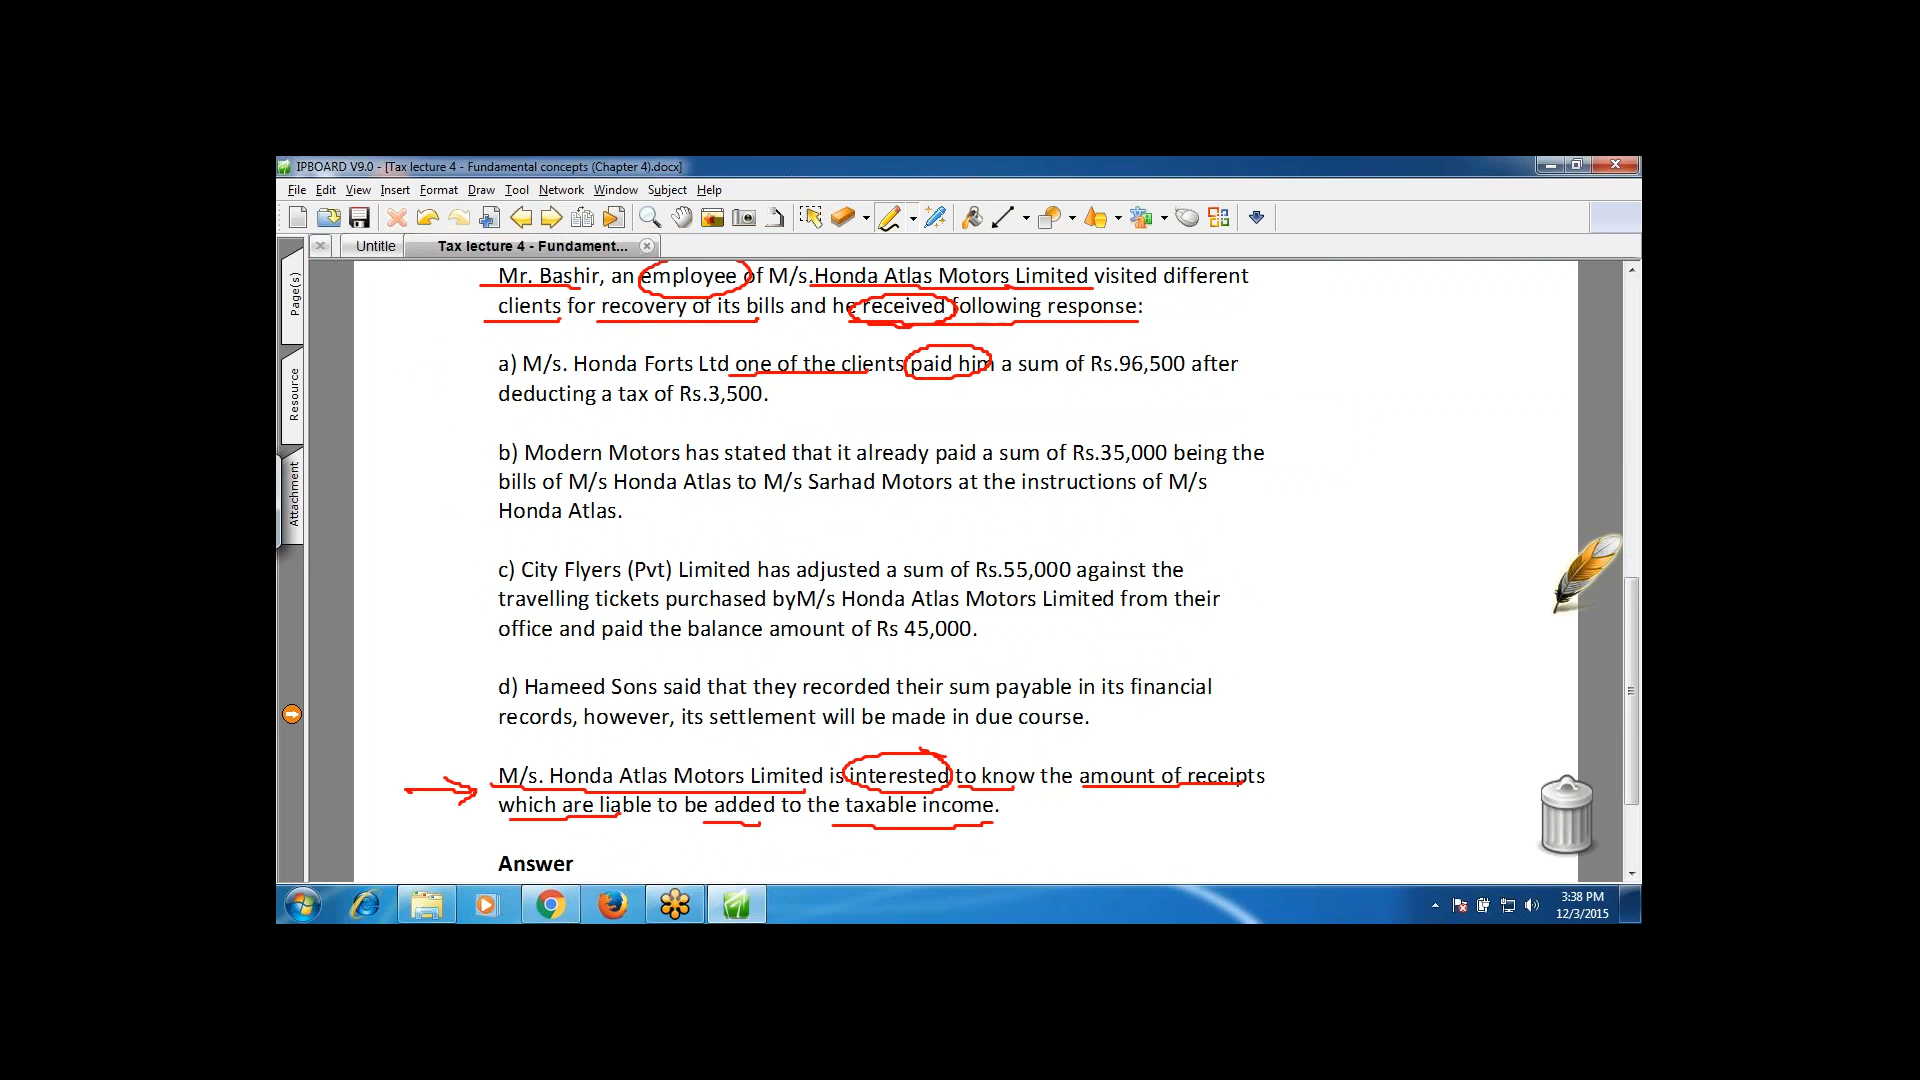 IPBOARD V9.0 - [Tax lecture 4 - Fundamental concepts (Chapter 4).docx]
File Edit View Insert Format Draw Tool Network Window Subject Help
Untitle Tax lecture 4 - Fundament...
Page(s)
Resource
Attachment
Mr. Bashir, an employee of M/s.Honda Atlas Motors Limited visited different
clients for recovery of its bills and he received following response:
a) M/s. Honda Forts Ltd one of the clients paid him a sum of Rs.96,500 after
deducting a tax of Rs.3,500.
b) Modern Motors has stated that it already paid a sum of Rs.35,000 being the
bills of M/s Honda Atlas to M/s Sarhad Motors at the instructions of M/s
Honda Atlas.
c) City Flyers (Pvt) Limited has adjusted a sum of Rs.55,000 against the
travelling tickets purchased byM/s Honda Atlas Motors Limited from their
office and paid the balance amount of Rs 45,000.
d) Hameed Sons said that they recorded their sum payable in its financial
records, however, its settlement will be made in due course.
M/s. Honda Atlas Motors Limited is interested to know the amount of receipts
which are liable to be added to the taxable income.
Answer
3:38 PM
12/3/2015